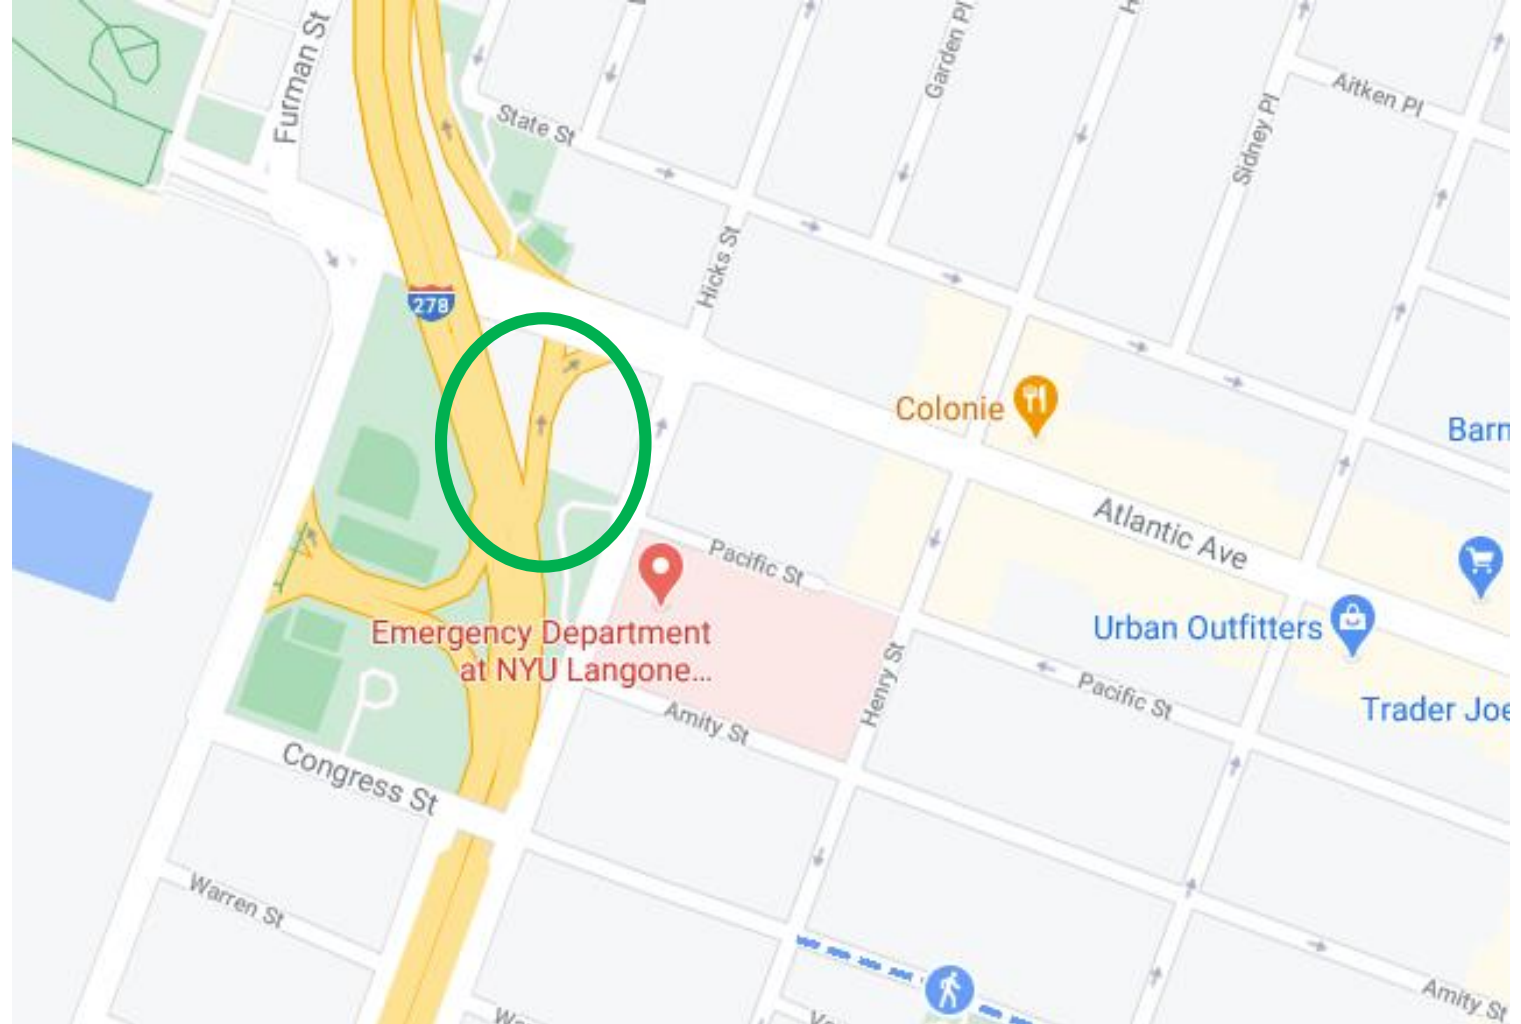 Furman St
Garden Pl
H
Aitken Pl
State St
Sidney Pl
Hicks St
278
Colonie
Barn
Atlantic Ave
Pacific St
Emergency Department
at NYU Langone...
Urban Outfitters
Henry St
Pacific St
Trader Joe
Amity St
Congress St
Warren St
Amity St
Wa
Ve